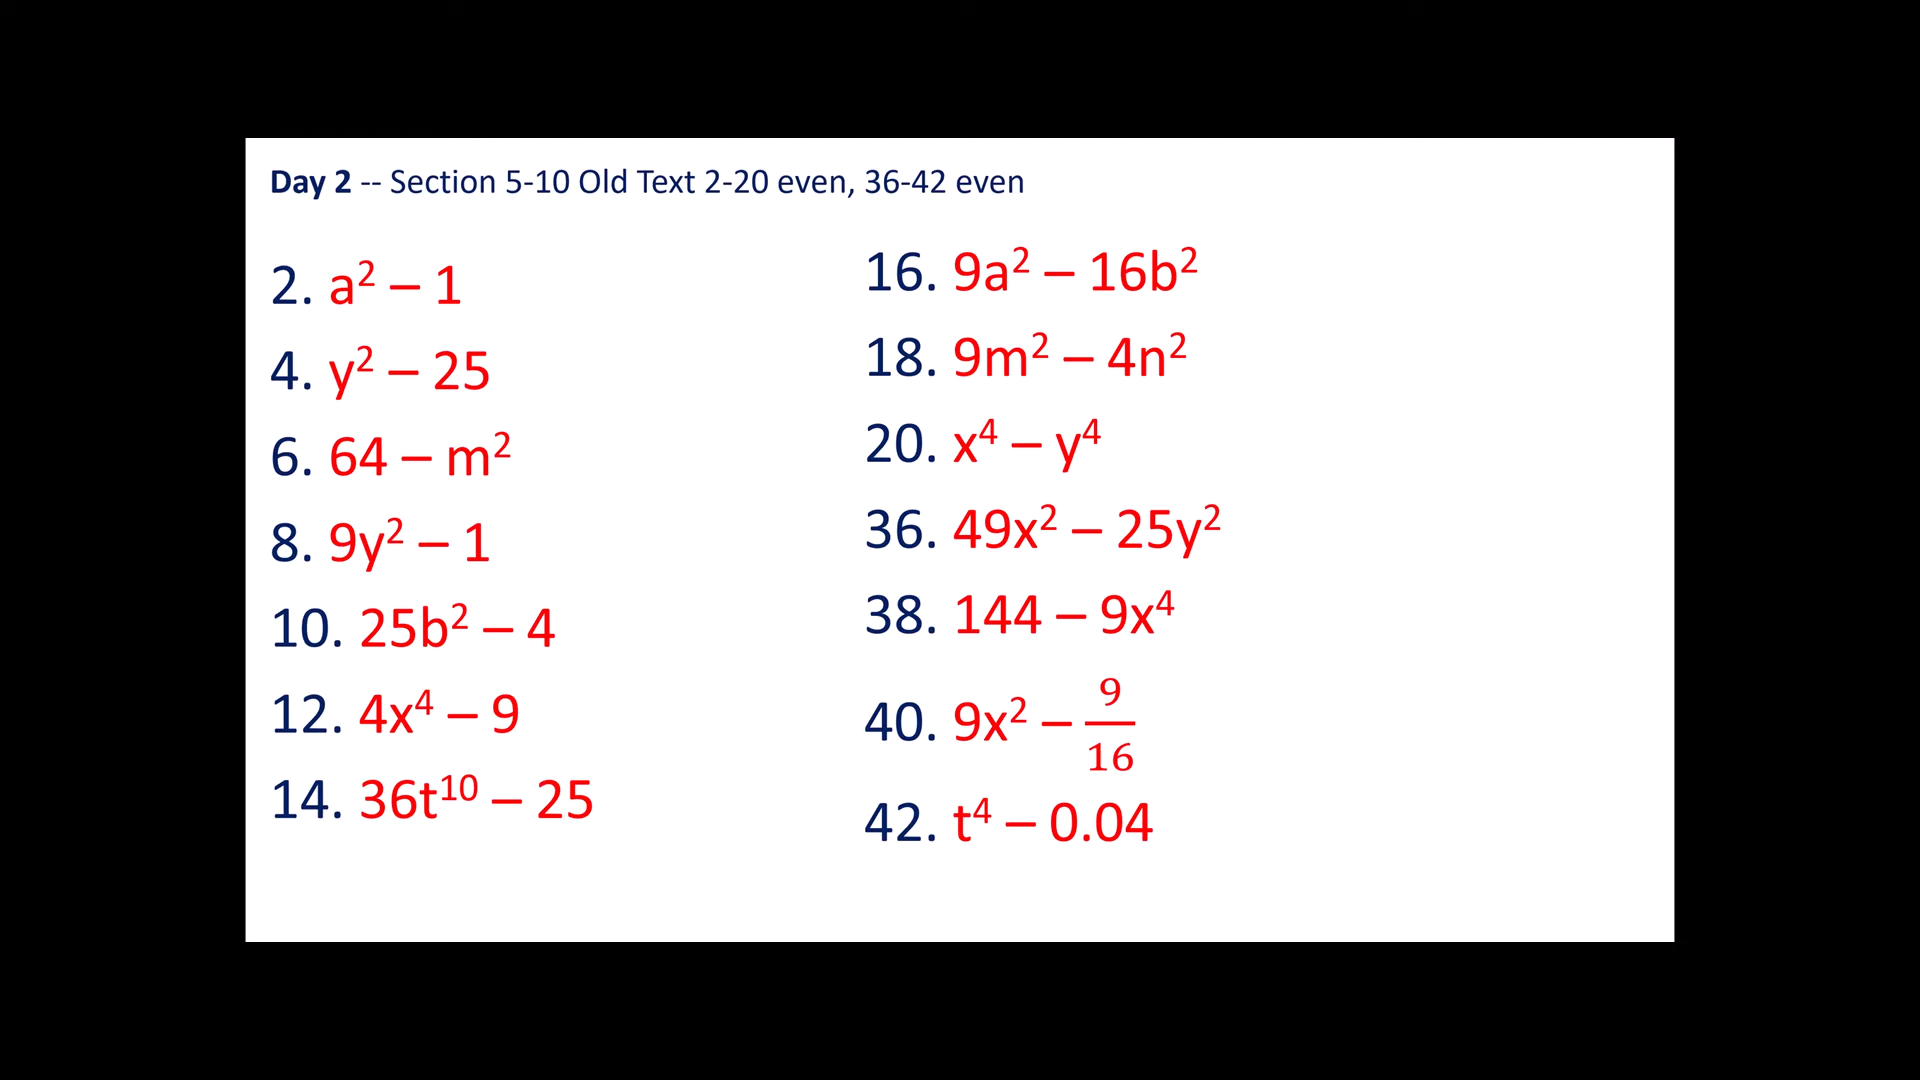 Day 2 -- Section 5-10 Old Text 2-20 even, 36-42 even
2. a² – 1
4. y² – 25
6. 64 – m²
8. 9y² – 1
10. 25b² – 4
12. 4x⁴ – 9
14. 36t¹⁰ – 25
16. 9a² – 16b²
18. 9m² – 4n²
20. x⁴ – y⁴
36. 49x² – 25y²
38. 144 – 9x⁴
40. 9x² – 9/16
42. t⁴ – 0.04